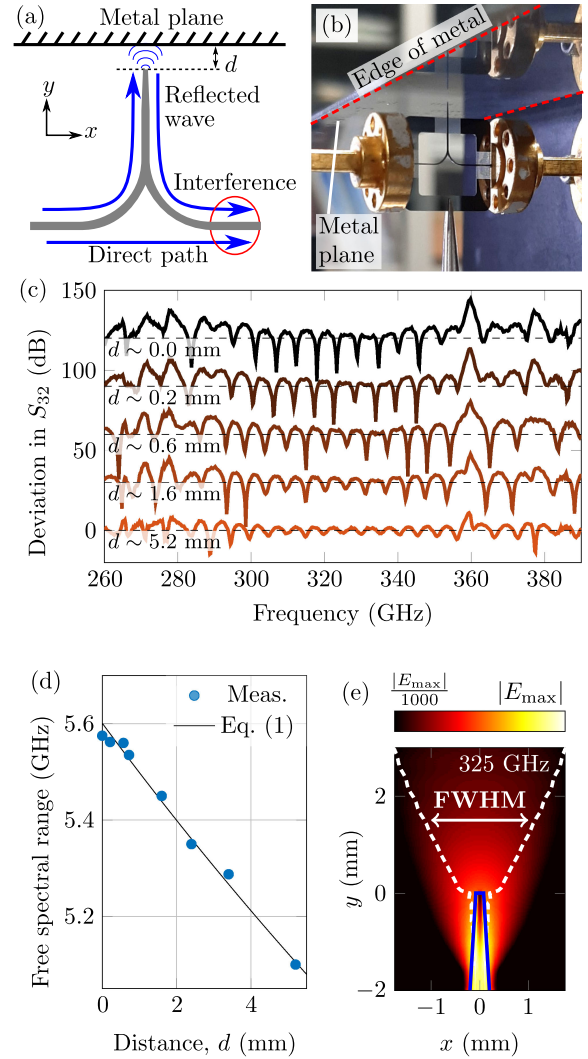 (a)
Metal plane
d
y
x
Reflected
wave
Interference
Direct path
(b)
Edge of metal
Metal
plane
(c)
150
100
50
0
Deviation in S32 (dB)
d ∼ 0.0 mm
d ∼ 0.2 mm
d ∼ 0.6 mm
d ∼ 1.6 mm
d ∼ 5.2 mm
260
280
300
320
340
360
380
Frequency (GHz)
(d)
Meas.
Eq. (1)
5.6
5.4
5.2
Free spectral range (GHz)
0
2
4
Distance, d (mm)
(e)
|Emax|
1000
|Emax|
325 GHz
FWHM
2
0
−2
y (mm)
−1
0
1
x (mm)